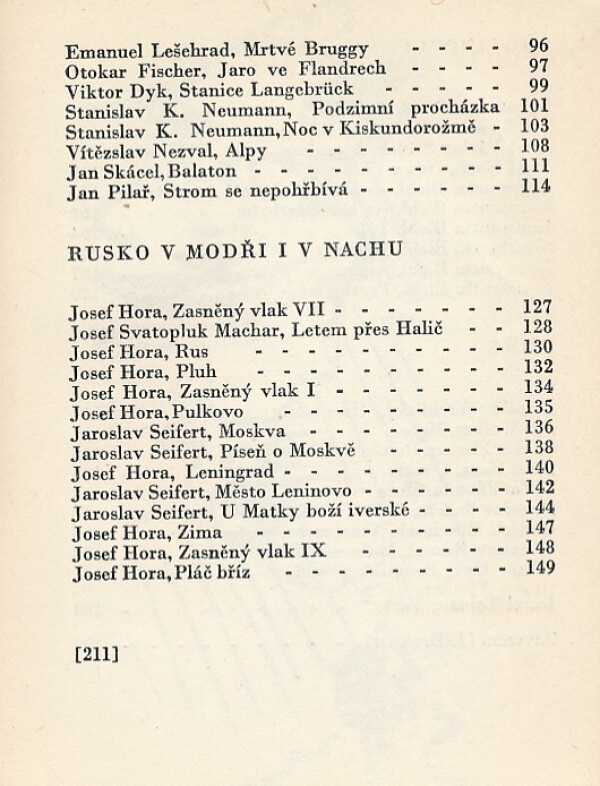 Emanuel Lešehrad, Mrtvé Bruggy - - - - - 96
Otokar Fischer, Jaro ve Flandrech - - - - 97
Viktor Dyk, Stanice Langebrück - - - - - 99
Stanislav K. Neumann, Podzimní procházka 101
Stanislav K. Neumann, Noc v Kiskundorožmě - 103
Vítězslav Nezval, Alpy - - - - - - - 108
Jan Skácel, Balaton - - - - - - - - - 111
Jan Pilař, Strom se nepohřbívá - - - - - - 114
RUSKO V MODŘI I V NACHU
Josef Hora, Zasněný vlak VII - - - - - - - 127
Josef Svatopluk Machar, Letem přes Halič - - 128
Josef Hora, Rus - - - - - - - - - 130
Josef Hora, Pluh - - - - - - - - - 132
Josef Hora, Zasněný vlak I - - - - - - - 134
Josef Hora, Pulkovo - - - - - - - - 135
Jaroslav Seifert, Moskva - - - - - - - - 136
Jaroslav Seifert, Píseň o Moskvě - - - - - - 138
Josef Hora, Leningrad - - - - - - - - 140
Jaroslav Seifert, Město Leninovo - - - - - - 142
Jaroslav Seifert, U Matky boží iverské - - - - 144
Josef Hora, Zima - - - - - - - - - 147
Josef Hora, Zasněný vlak IX - - - - - - 148
Josef Hora, Pláč bříz - - - - - - - - 149
[211]